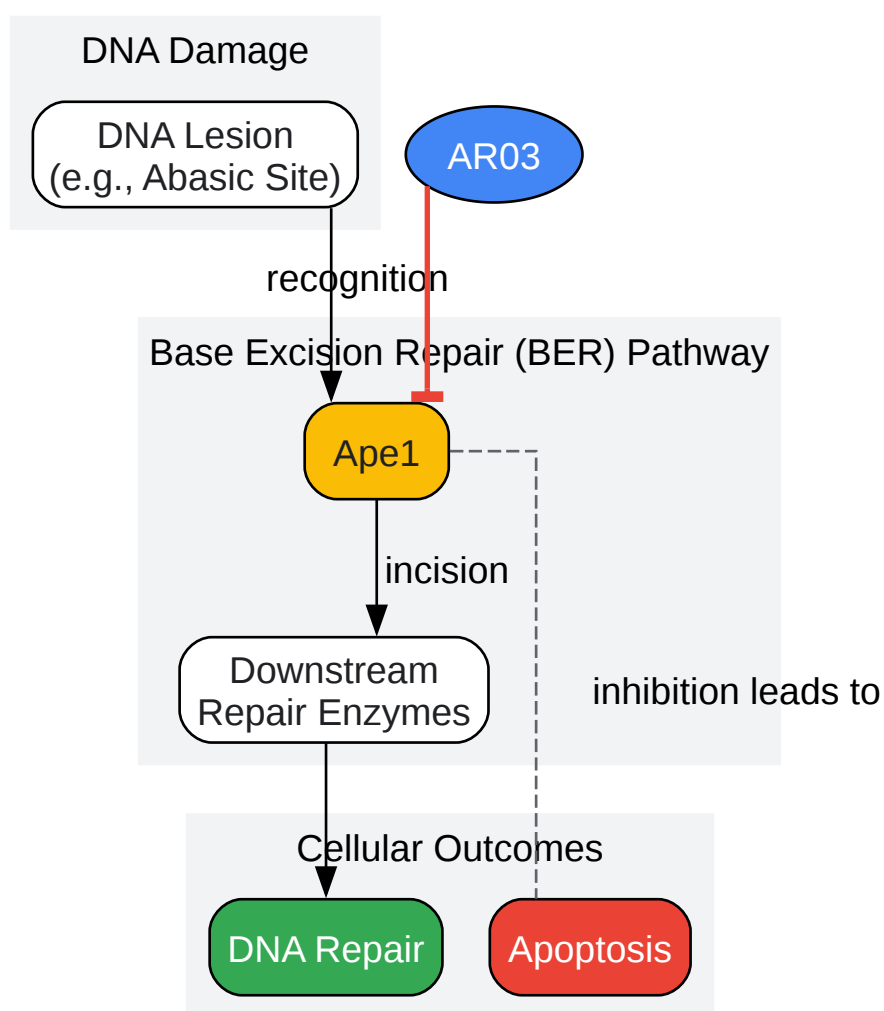 DNA Damage
DNA Lesion
(e.g., Abasic Site)
AR03
recognition
Base Excision Repair (BER) Pathway
Ape1
incision
Downstream
Repair Enzymes
inhibition leads to
Cellular Outcomes
DNA Repair
Apoptosis